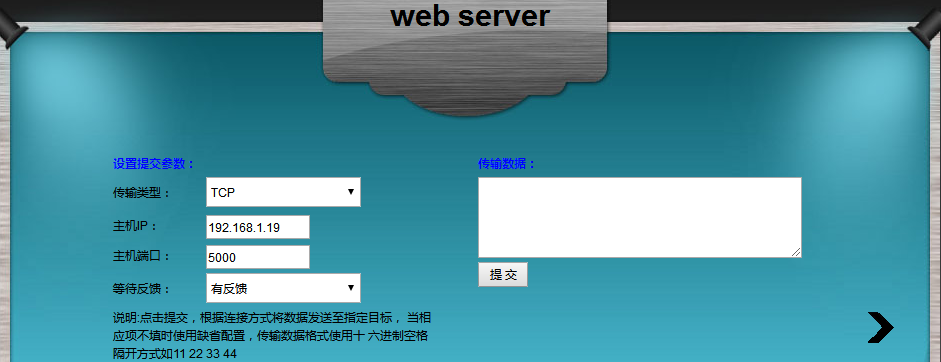 web server
设置提交参数：
传输类型： TCP
主机IP： 192.168.1.19
主机端口： 5000
等待反馈： 有反馈
说明:点击提交，根据连接方式将数据发送至指定目标， 当相
应项不填时使用缺省配置，传输数据格式使用十 六进制空格
隔开方式如11 22 33 44
传输数据：
提 交